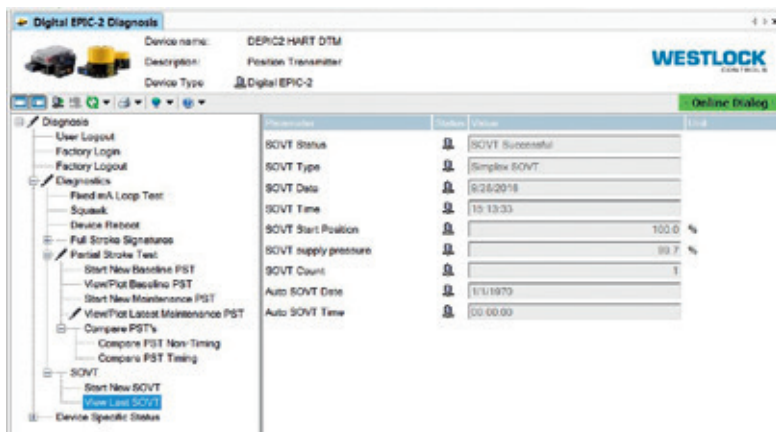 Digital EPIC-2 Diagnosis
Device name: DEPIC2 HART DTM
Description: Position Transmitter
Device Type Digital EPIC-2
WESTLOCK
CONTROLS
Online Dialog
Diagnosis
User Logout
Factory Login
Factory Logout
Diagnostics
Fixed mA Loop Test
Squawk
Device Reboot
Full Stroke Signatures
Partial Stroke Test
Start New Baseline PST
View/Plot Baseline PST
Start New Maintenance PST
View/Plot Latest Maintenance PST
Compare PST's
Compare PST Non-Timing
Compare PST Timing
SOVT
Start New SOVT
View Last SOVT
Device Specific Status
Parameter Status Value Unit
SOVT Status SOVT Successful
SOVT Type Simplex SOVT
SOVT Date 9/28/2018
SOVT Time 15:13:33
SOVT Start Position 100.0 %
SOVT supply pressure %
SOVT Count 1
Auto SOVT Date 1/1/1970
Auto SOVT Time 00:00:00